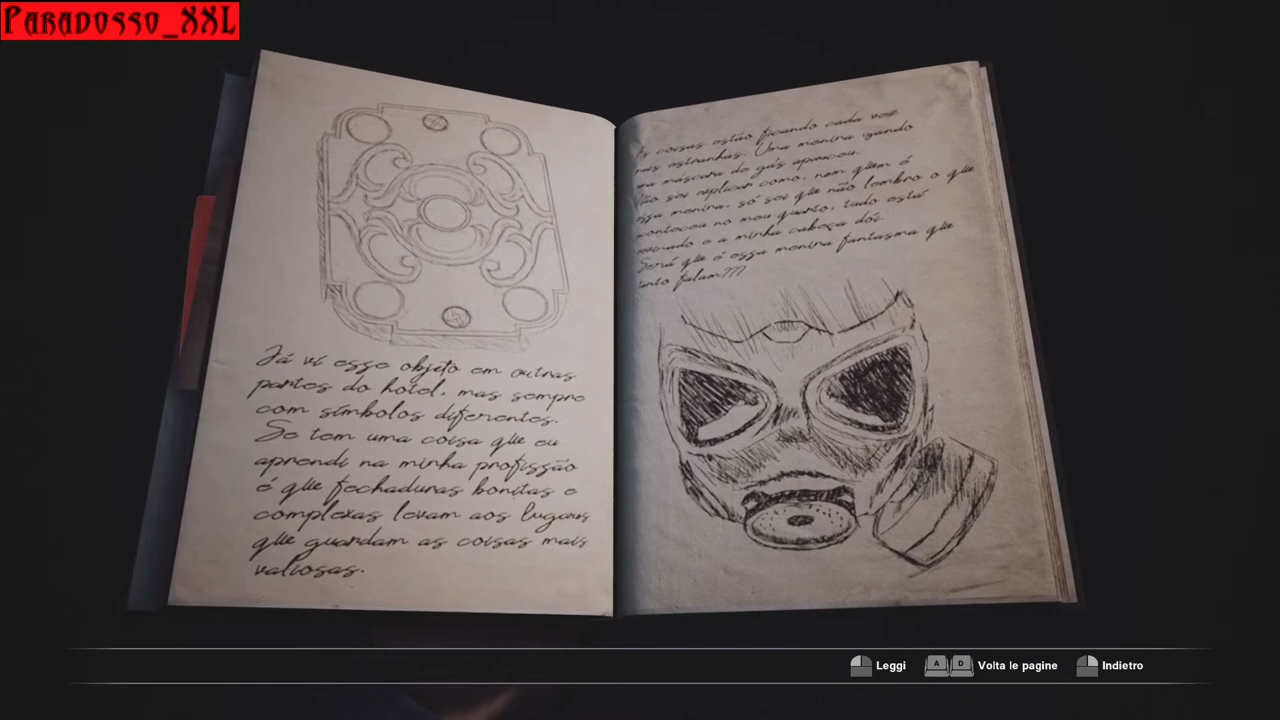 Paradosso_XXL
Já vi esse objeto em outras
partes do hotel, mas sempre
com símbolos diferentes.
Se tem uma coisa que eu
aprendi na minha profissão
é que fechaduras bonitas e
complexas levam aos lugares
que guardam as coisas mais
valiosas.
As coisas estão ficando cada vez
mais estranhas. Uma menina usando
uma máscara de gás apareceu.
Não sei explicar como, nem quem é
essa menina, só sei que não lembro o que
aconteceu no meu quarto, tudo está
revirado e a minha cabeça dói.
Será que é essa menina fantasma que
tanto falam???
Leggi
A D Volta le pagine
Indietro